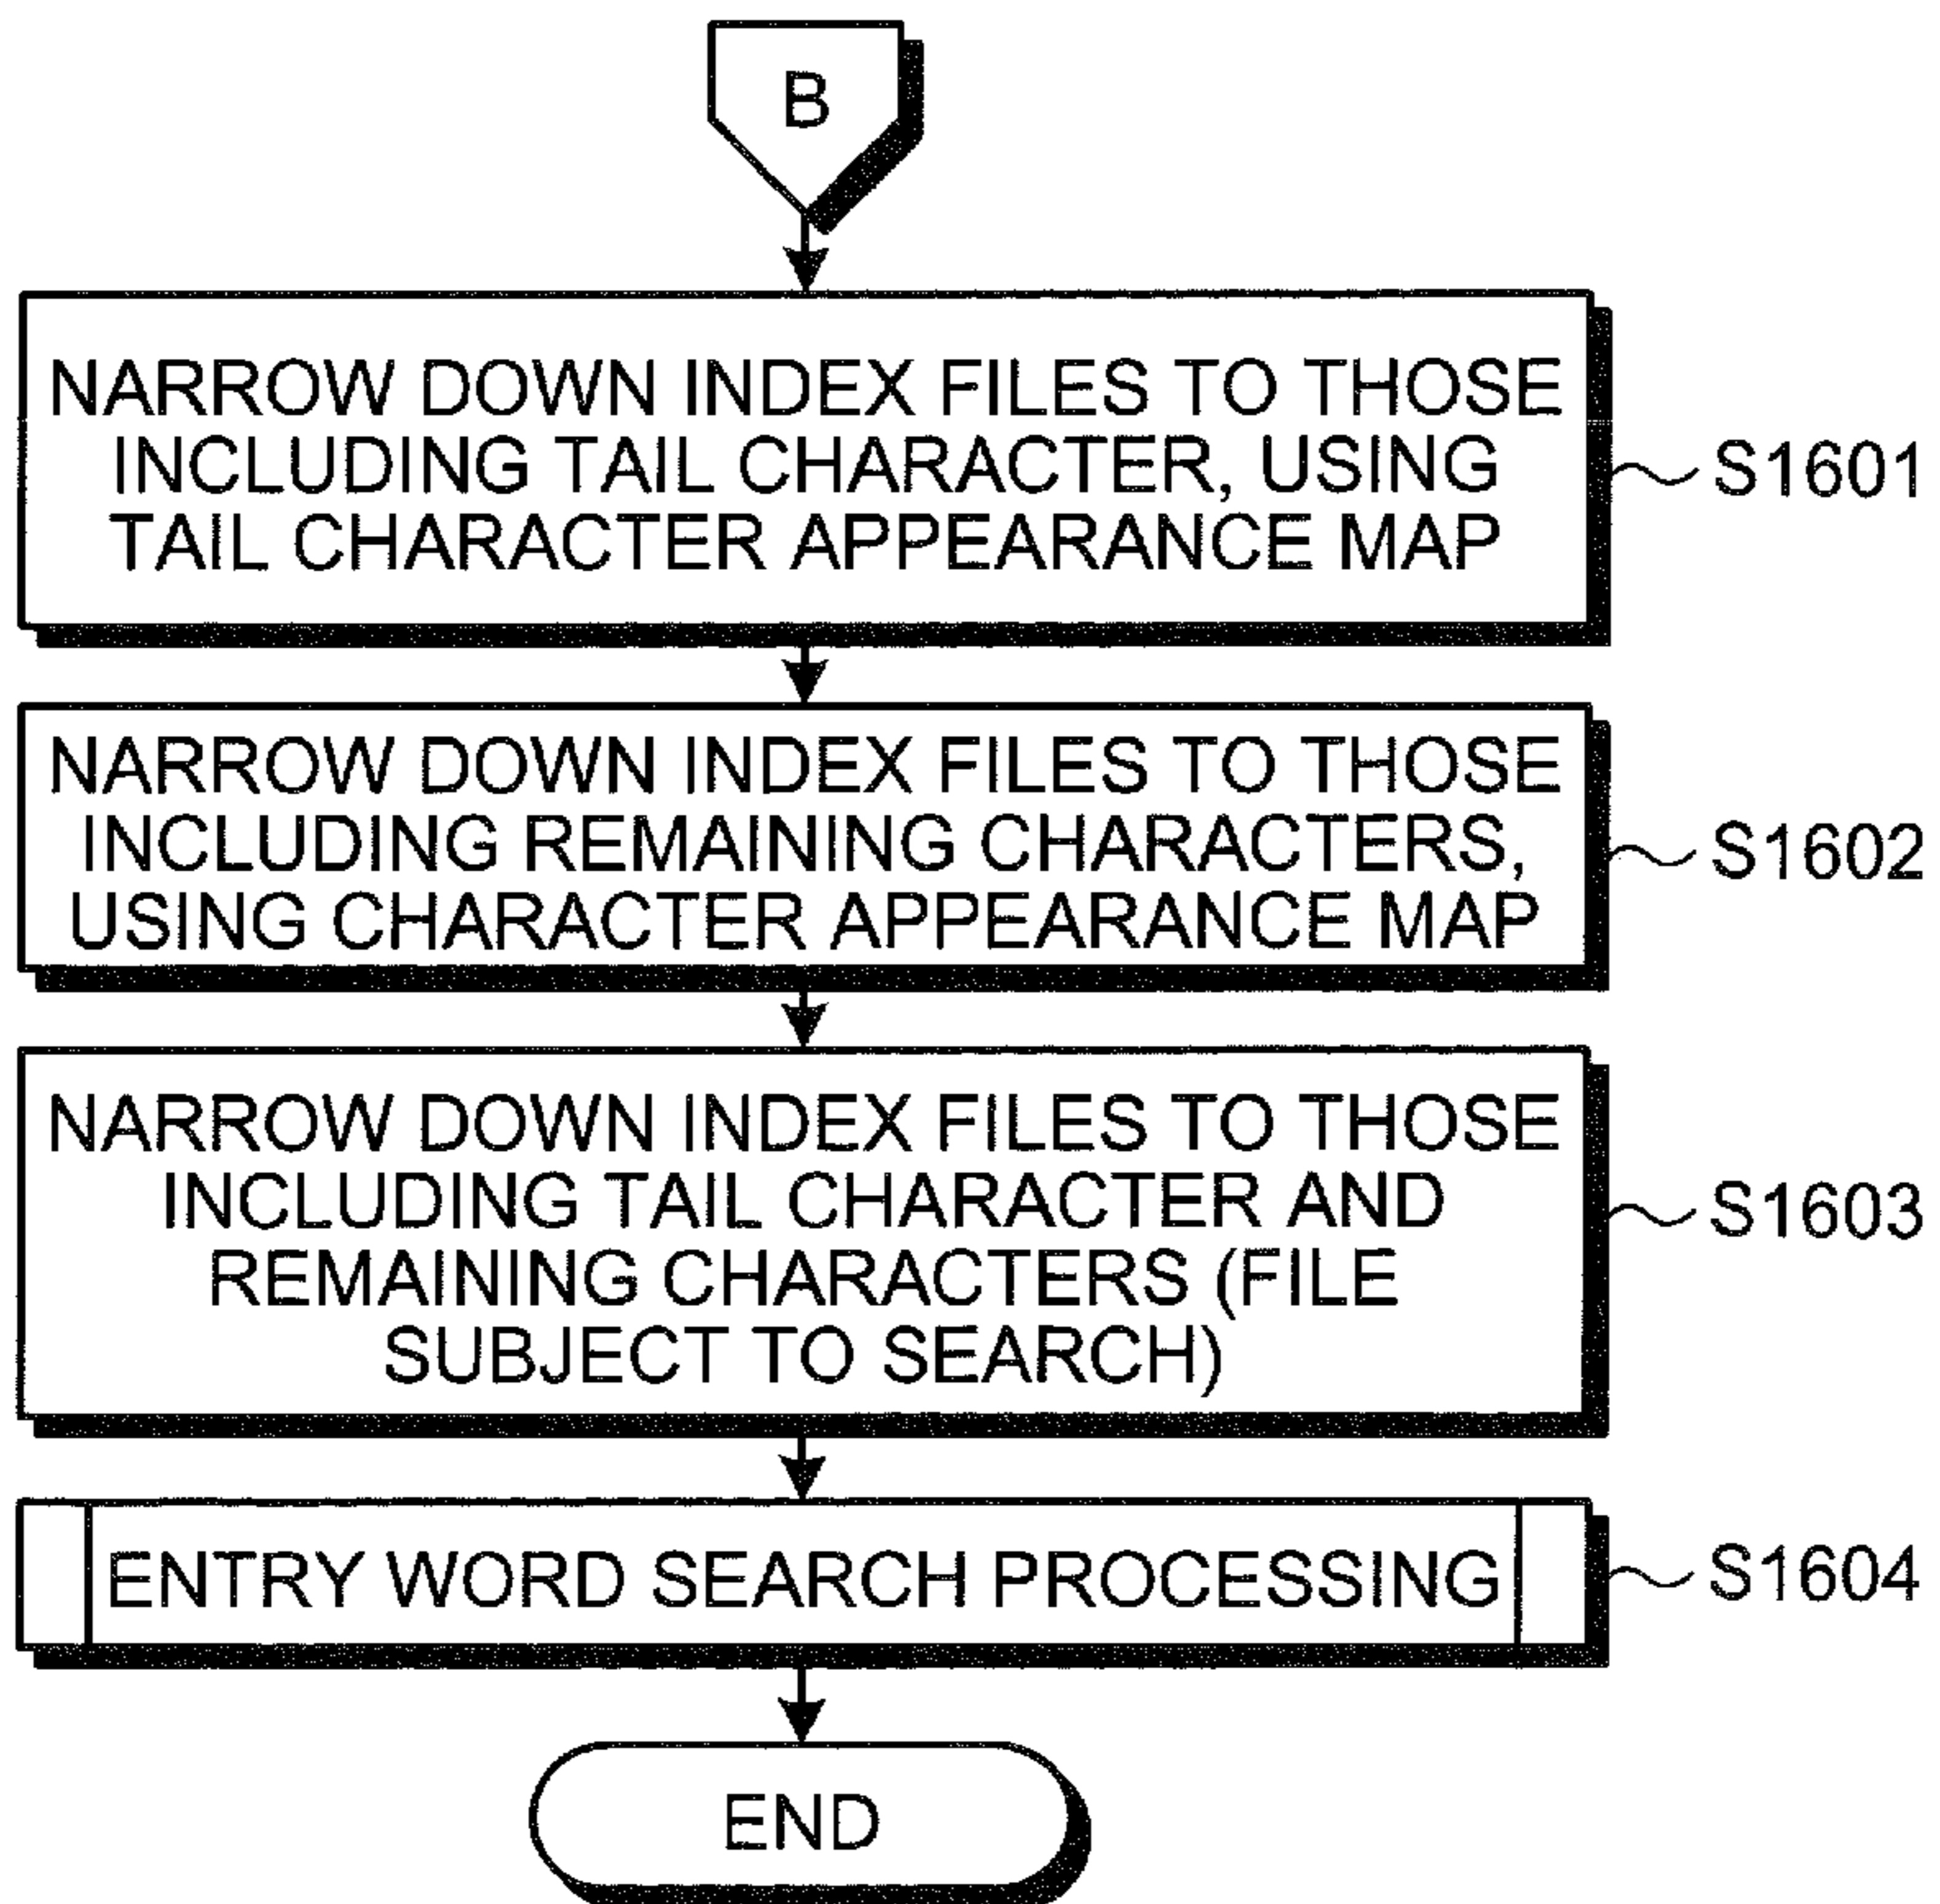 B
NARROW DOWN INDEX FILES TO THOSE
INCLUDING TAIL CHARACTER, USING
TAIL CHARACTER APPEARANCE MAP
S1601
NARROW DOWN INDEX FILES TO THOSE
INCLUDING REMAINING CHARACTERS,
USING CHARACTER APPEARANCE MAP
S1602
NARROW DOWN INDEX FILES TO THOSE
INCLUDING TAIL CHARACTER AND
REMAINING CHARACTERS (FILE
SUBJECT TO SEARCH)
S1603
ENTRY WORD SEARCH PROCESSING
S1604
END